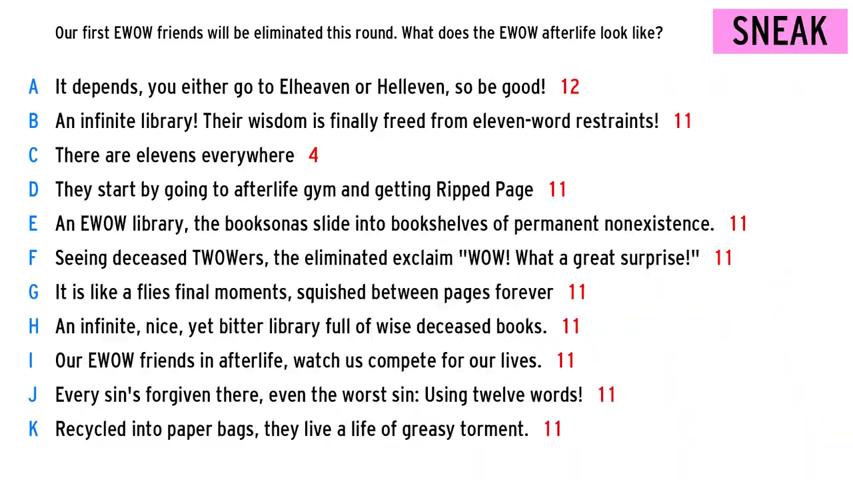 Our first EWOW friends will be eliminated this round. What does the EWOW afterlife look like?
SNEAK
A It depends, you either go to Elheaven or Helleven, so be good! 12
B An infinite library! Their wisdom is finally freed from eleven-word restraints! 11
C There are elevens everywhere 4
D They start by going to afterlife gym and getting Ripped Page 11
E An EWOW library, the booksonas slide into bookshelves of permanent nonexistence. 11
F Seeing deceased TWOWers, the eliminated exclaim "WOW! What a great surprise!" 11
G It is like a flies final moments, squished between pages forever 11
H An infinite, nice, yet bitter library full of wise deceased books. 11
I Our EWOW friends in afterlife, watch us compete for our lives. 11
J Every sin's forgiven there, even the worst sin: Using twelve words! 11
K Recycled into paper bags, they live a life of greasy torment. 11